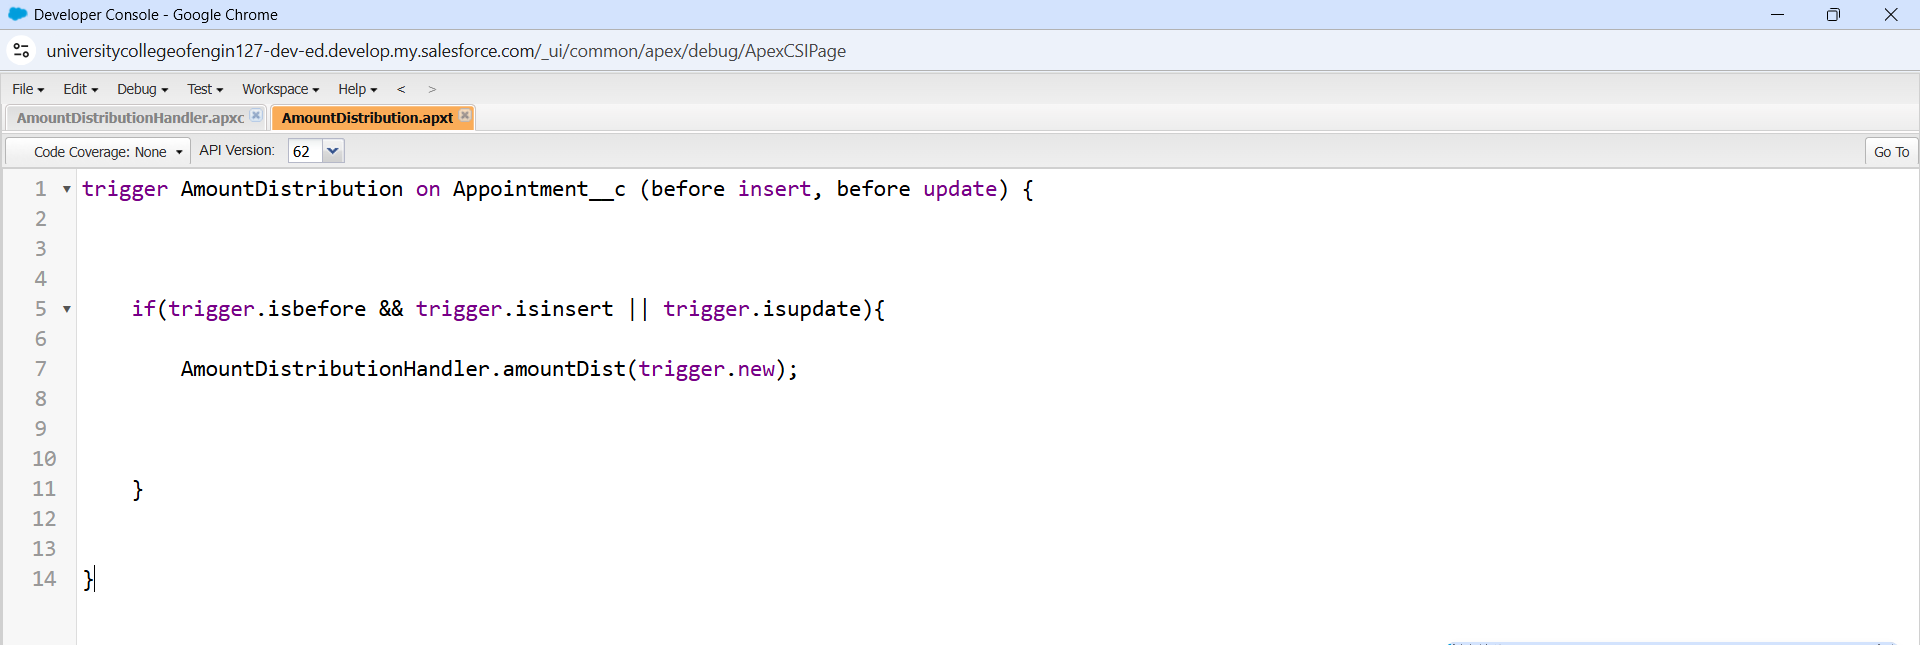 Developer Console - Google Chrome
universitycollegeofengin127-dev-ed.develop.my.salesforce.com/_ui/common/apex/debug/ApexCSIPage
File Edit Debug Test Workspace Help < >
AmountDistributionHandler.apxc AmountDistribution.apxt
Code Coverage: None API Version: 62 Go To
1 trigger AmountDistribution on Appointment__c (before insert, before update) {
2
3
4
5 if(trigger.isbefore && trigger.isinsert || trigger.isupdate){
6
7 AmountDistributionHandler.amountDist(trigger.new);
8
9
10
11 }
12
13
14 }